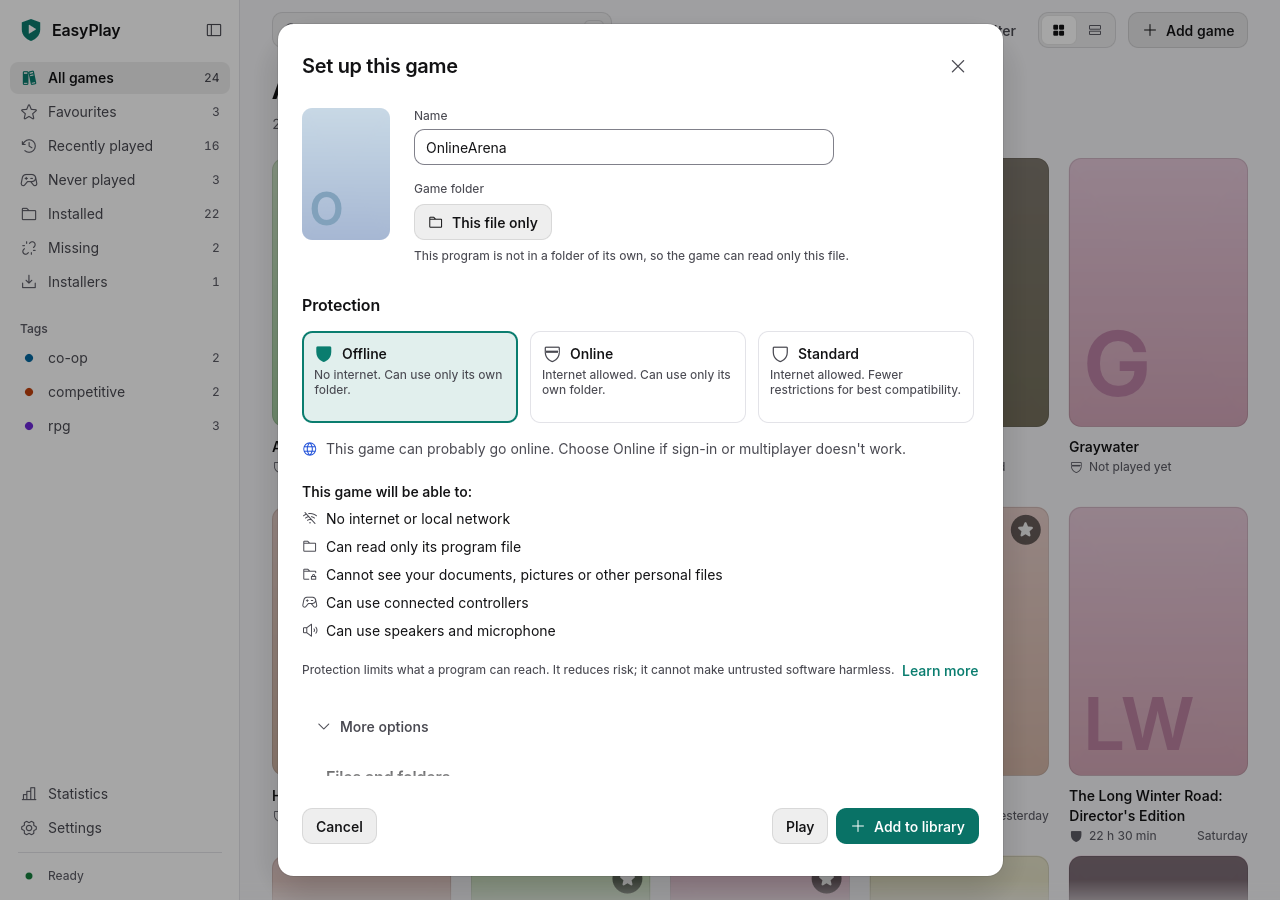 EasyPlay
All games 24
Favourites 3
Recently played 16
Never played 3
Installed 22
Missing 2
Installers 1
Tags
co-op 2
competitive 2
rpg 3
Statistics
Settings
Ready
Add game
Set up this game
Name
O
OnlineArena
Game folder
This file only
This program is not in a folder of its own, so the game can read only this file.
Protection
Offline
No internet. Can use only its own
folder.
Online
Internet allowed. Can use only its
own folder.
Standard
Internet allowed. Fewer
restrictions for best compatibility.
This game can probably go online. Choose Online if sign-in or multiplayer doesn't work.
This game will be able to:
No internet or local network
Can read only its program file
Cannot see your documents, pictures or other personal files
Can use connected controllers
Can use speakers and microphone
Protection limits what a program can reach. It reduces risk; it cannot make untrusted software harmless. Learn more
More options
Files and folders
Cancel
Play
Add to library
G
Graywater
Not played yet
LW
The Long Winter Road:
Director's Edition
22 h 30 min Saturday